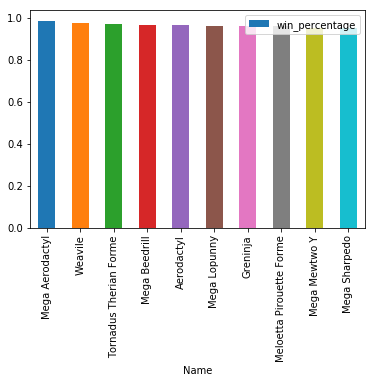 win_percentage
1.0
0.8
0.6
0.4
0.2
0.0
Mega Aerodactyl
Weavile
Tornadus Therian Forme
Mega Beedrill
Aerodactyl
Mega Lopunny
Greninja
Meloetta Pirouette Forme
Mega Mewtwo Y
Mega Sharpedo
Name